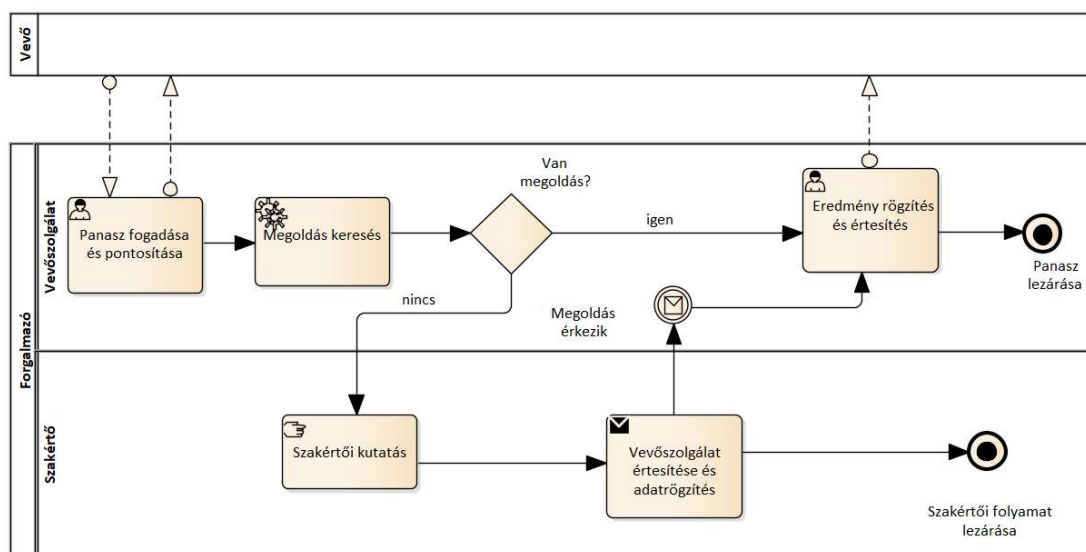 Vevő
Forgalmazó
Vevőszolgálat
Panasz fogadása
és pontosítása
Megoldás keresés
Van
megoldás?
igen
nincs
Eredmény rögzítés
és értesítés
Panasz
lezárása
Megoldás
érkezik
Szakértő
Szakértői kutatás
Vevőszolgálat
értesítése és
adatrögzítés
Szakértői folyamat
lezárása